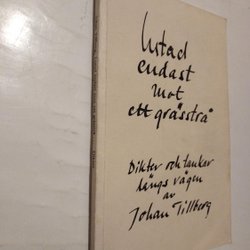 lutad
endast
mot
ett grässtrå
Dikter och tankar
längs vägen
av
Johan Tillberg